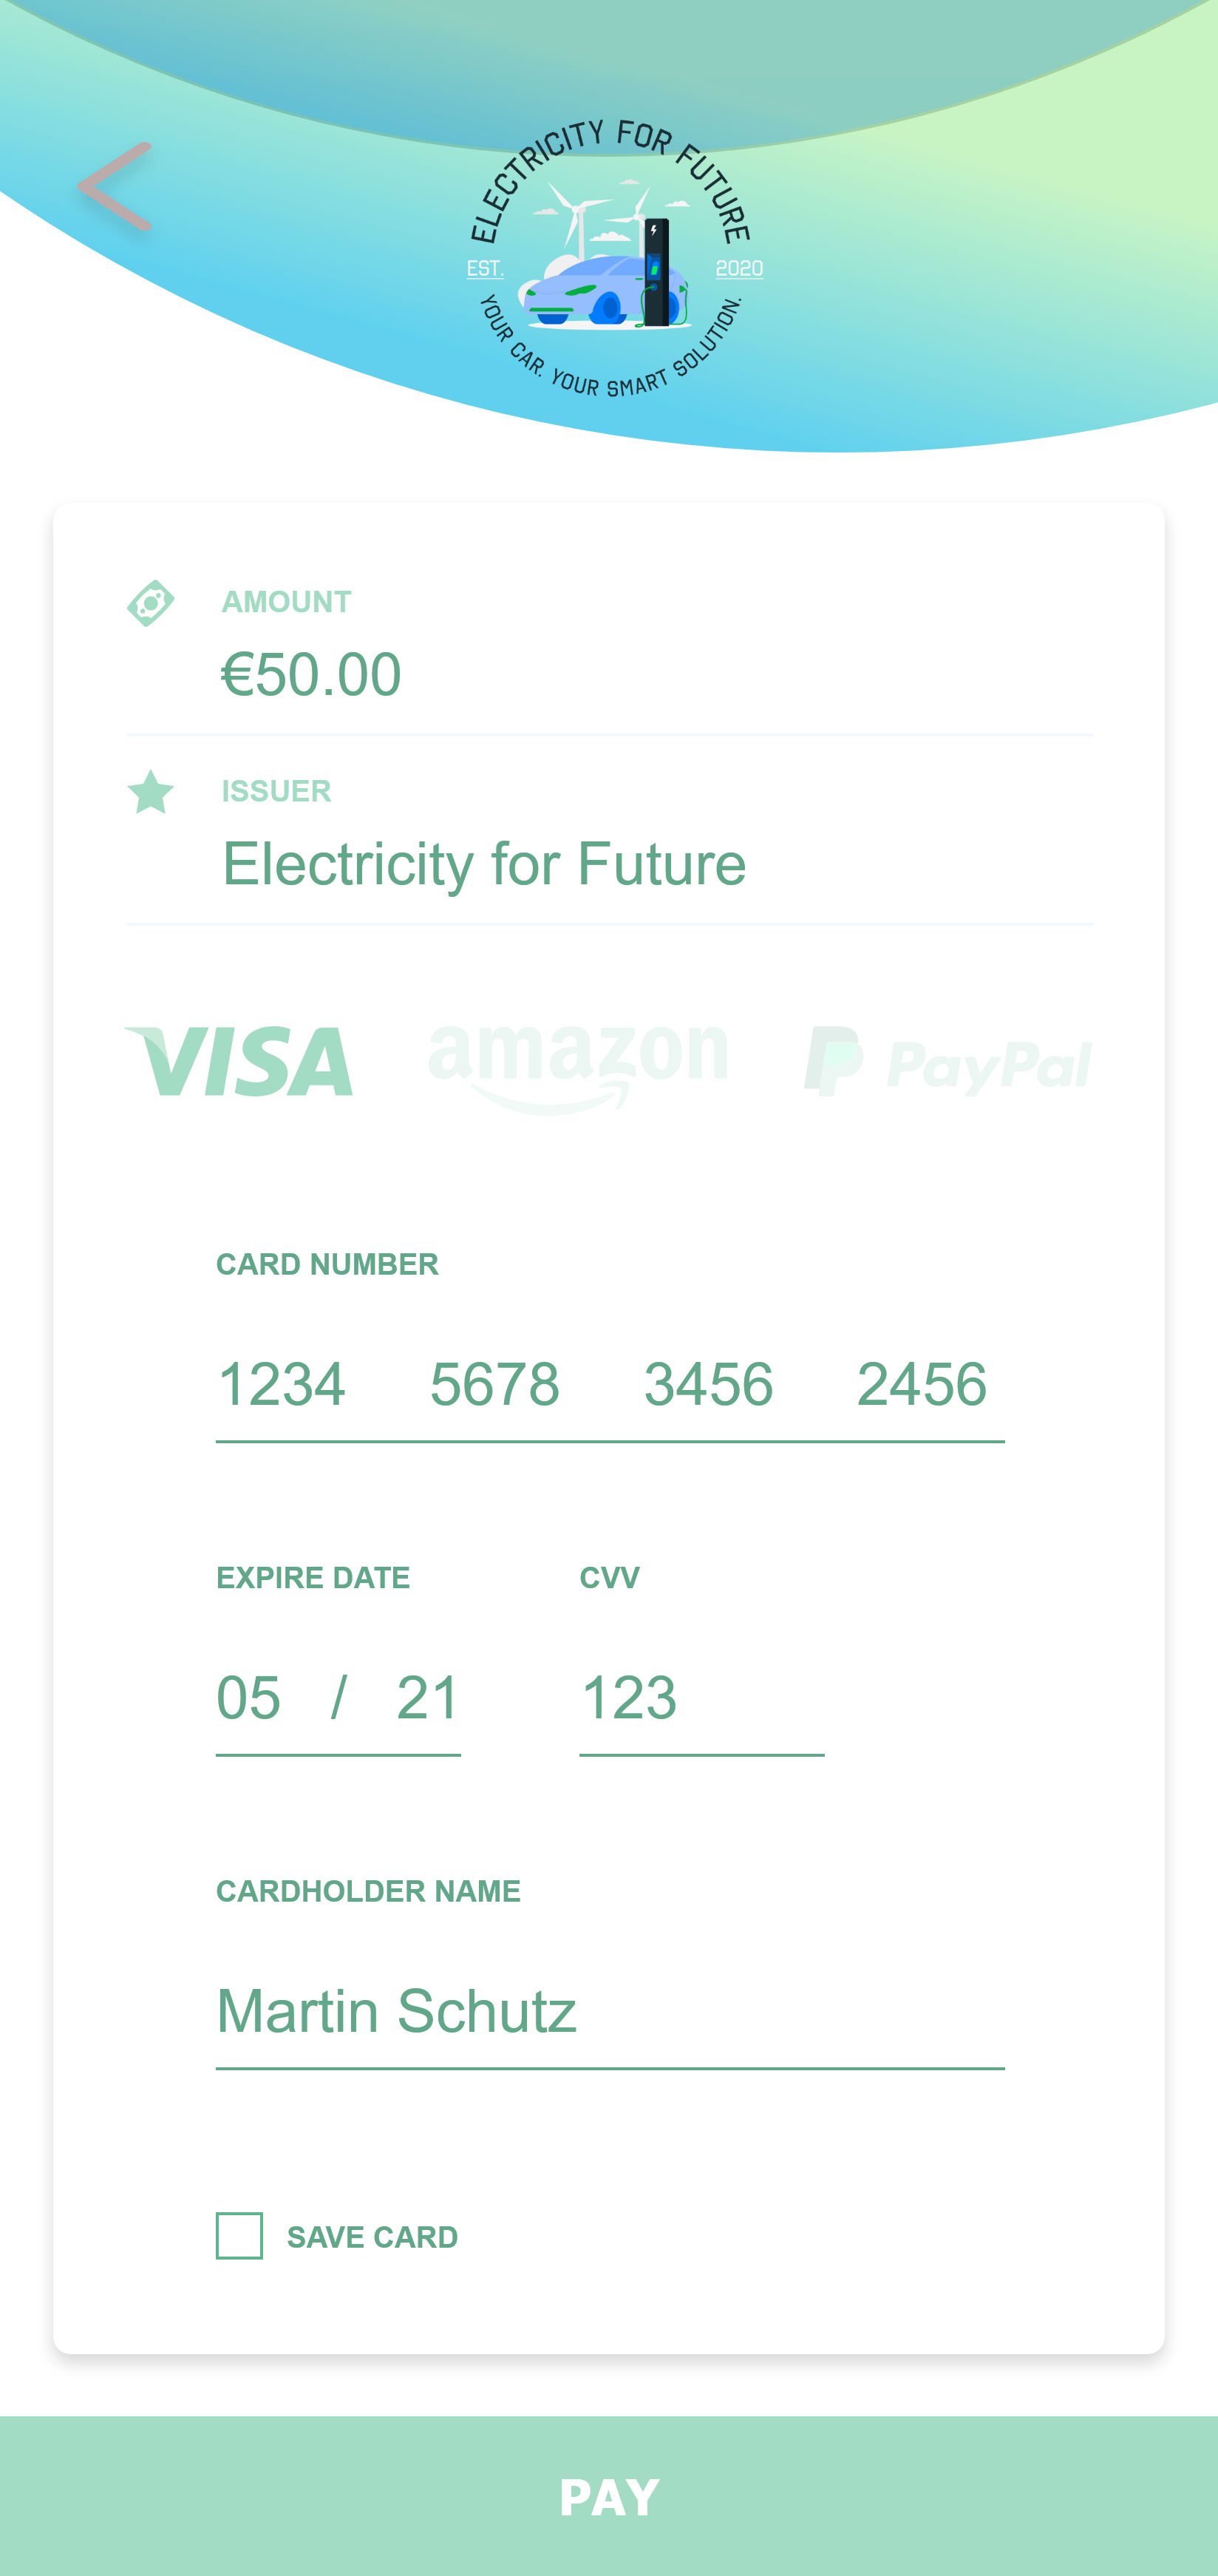 ELECTRICITY FOR FUTURE
EST. 2020
YOUR CAR. YOUR SMART SOLUTION.
AMOUNT
€50.00
ISSUER
Electricity for Future
VISA amazon PayPal
CARD NUMBER
1234 5678 3456 2456
EXPIRE DATE CVV
05 / 21 123
CARDHOLDER NAME
Martin Schutz
SAVE CARD
PAY